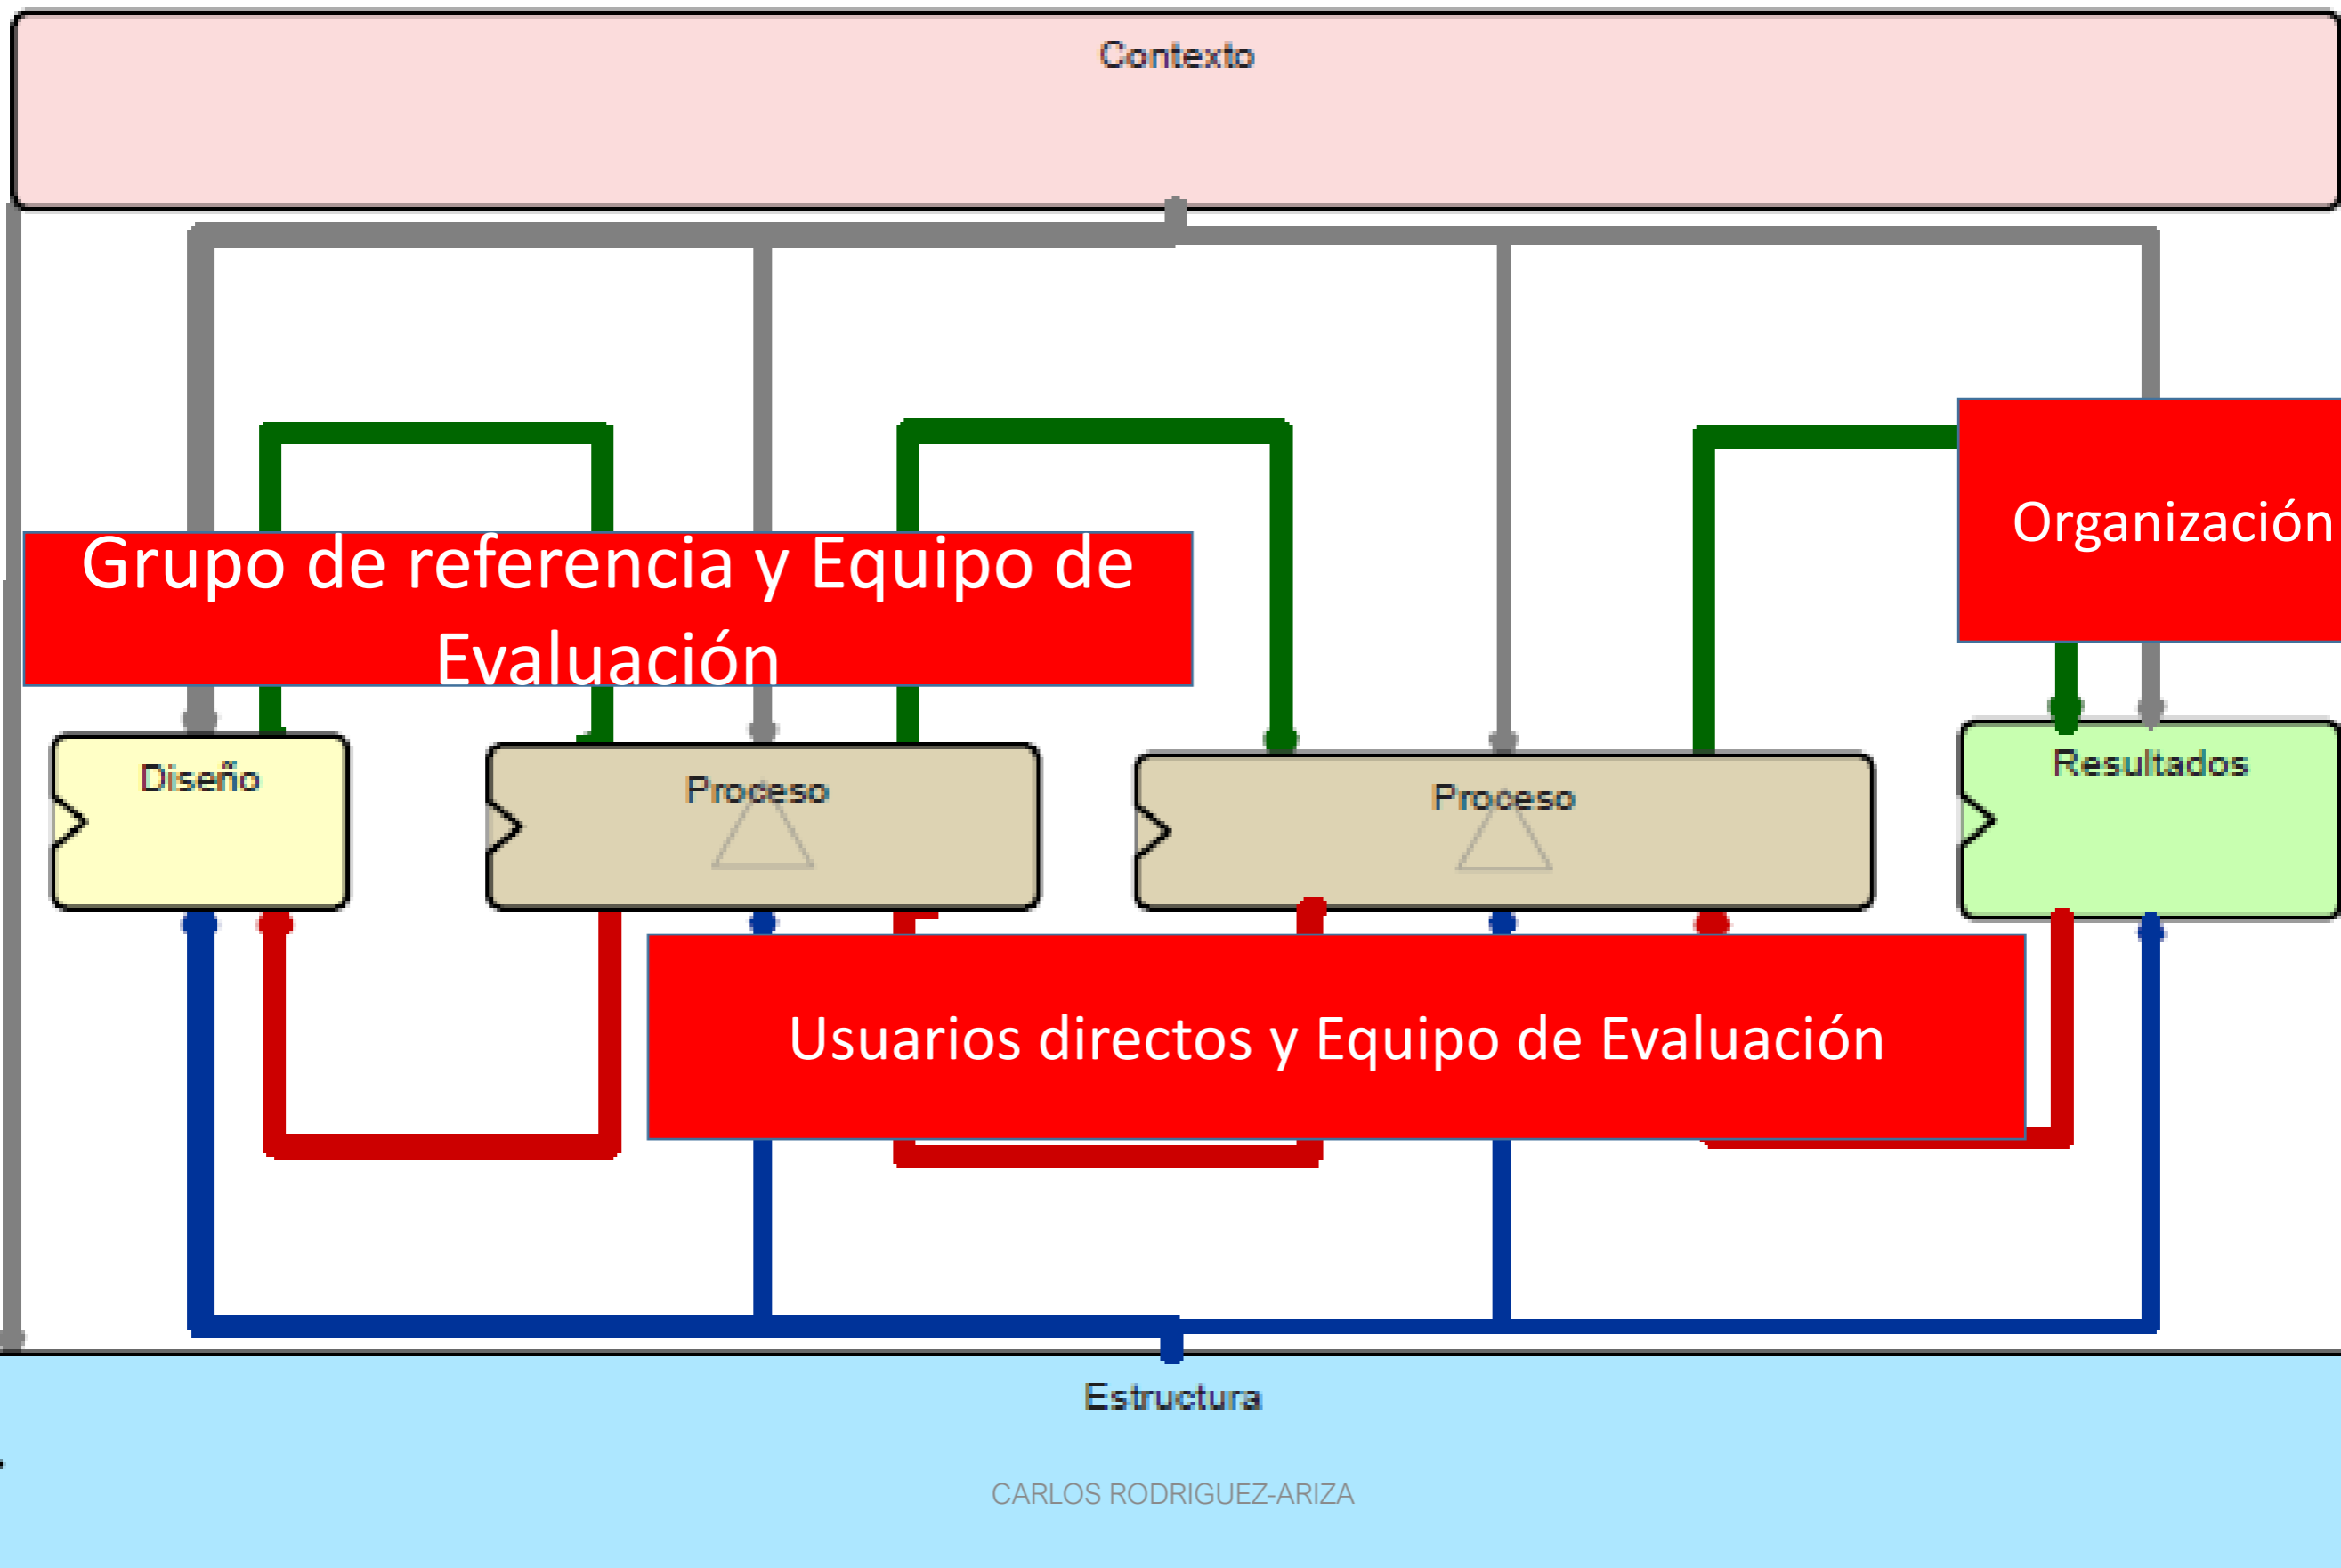 Contexto
Organización
Grupo de referencia y Equipo de
Evaluación
Diseño
Proceso
Proceso
Resultados
Usuarios directos y Equipo de Evaluación
Estructura
CARLOS RODRIGUEZ-ARIZA